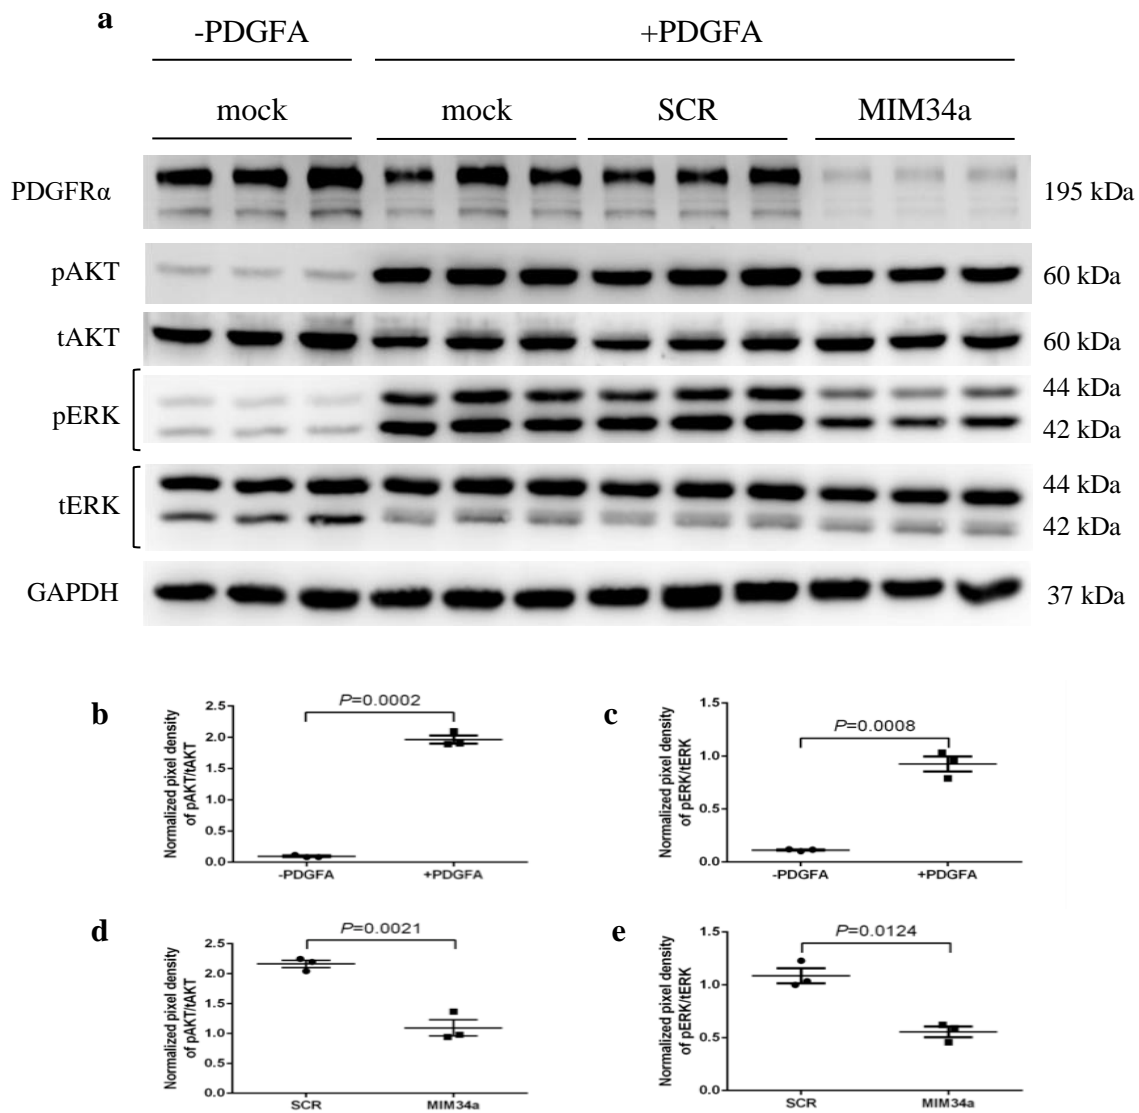 a
-PDGFA +PDGFA
mock mock SCR MIM34a
PDGFRα 195 kDa
pAKT 60 kDa
tAKT 60 kDa
pERK 44 kDa
42 kDa
tERK 44 kDa
42 kDa
GAPDH 37 kDa
b
P=0.0002
Normalized pixel density
of pAKT/tAKT
2.5
2.0
1.5
1.0
0.5
0.0
-PDGFA +PDGFA
c
P=0.0008
Normalized pixel density
of pERK/tERK
1.5
1.0
0.5
0.0
-PDGFA +PDGFA
d
P=0.0021
Normalized pixel density
of pAKT/tAKT
2.5
2.0
1.5
1.0
0.5
0.0
SCR MIM34a
e
P=0.0124
Normalized pixel density
of pERK/tERK
1.5
1.0
0.5
0.0
SCR MIM34a